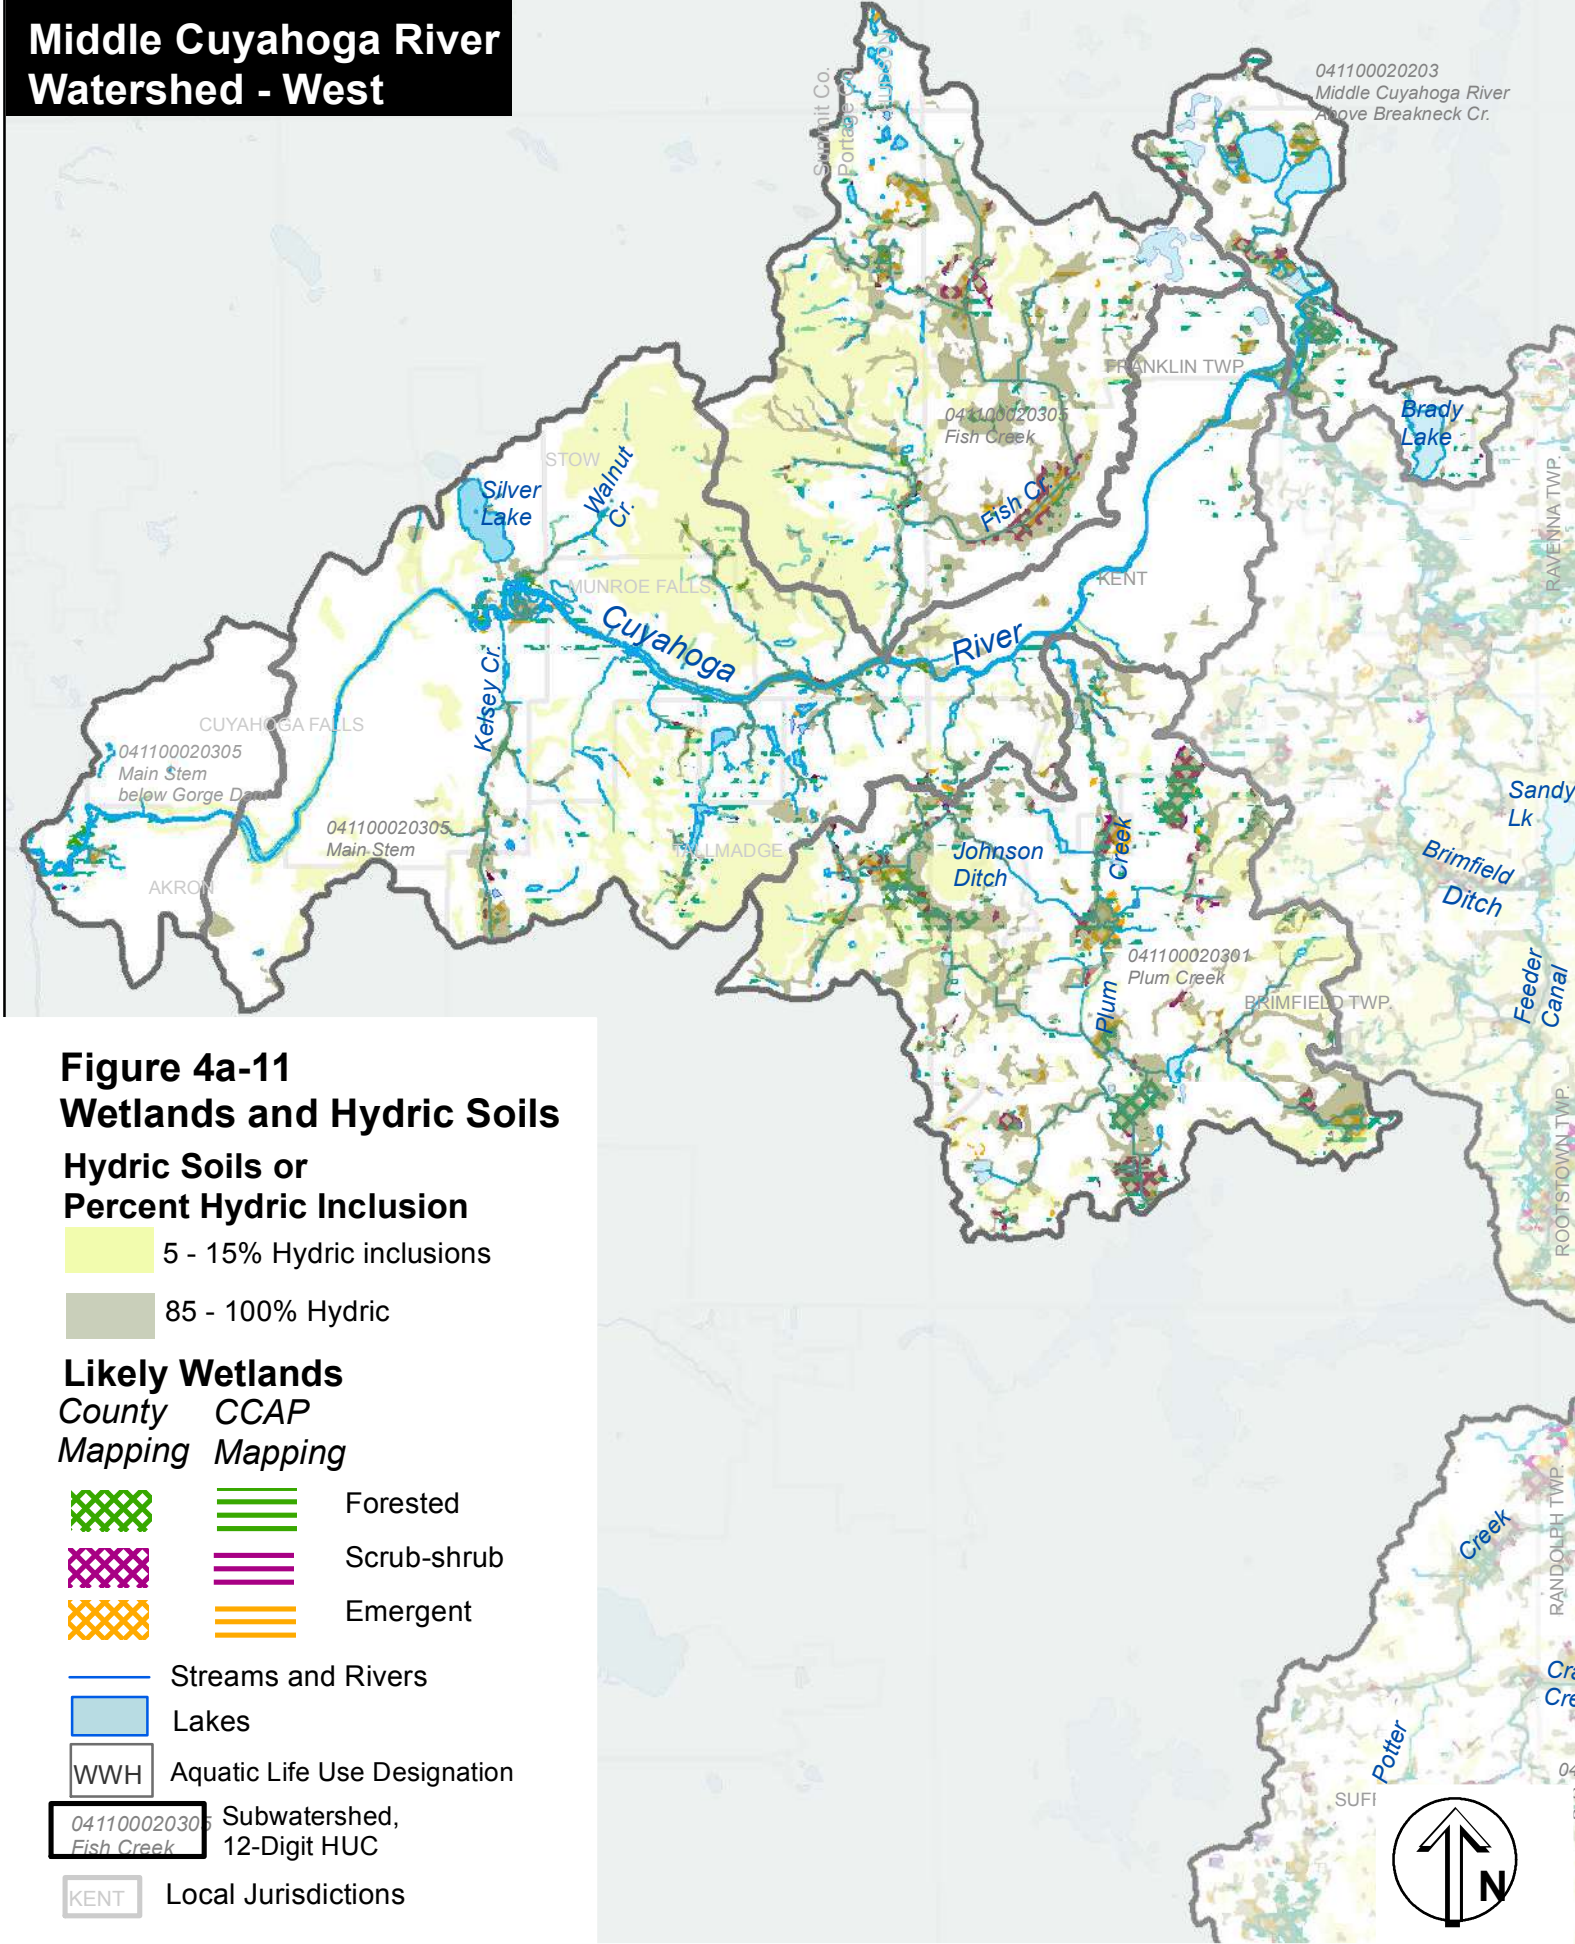 Middle Cuyahoga River
Watershed - West
041100020203
Middle Cuyahoga River
Above Breakneck Cr.
Summit Co.
Portage Co.
HUDSON
FRANKLIN TWP.
Brady
Lake
041100020305
Fish Creek
STOW
Walnut
Cr.
Silver
Lake
Fish Cr.
RAVENNA TWP.
MUNROE FALLS
KENT
Cuyahoga
River
Kelsey Cr.
CUYAHOGA FALLS
041100020305
Main Stem
below Gorge Dam
041100020305
Main Stem
TALLMADGE
AKRON
Johnson
Ditch
Creek
Plum
041100020301
Plum Creek
BRIMFIELD TWP.
Sandy
Lk
Brimfield
Ditch
Feeder
Canal
ROOTSTOWN TWP.
Figure 4a-11
Wetlands and Hydric Soils
Hydric Soils or
Percent Hydric Inclusion
5 - 15% Hydric inclusions
85 - 100% Hydric
Likely Wetlands
County
Mapping
CCAP
Mapping
Forested
Scrub-shrub
Emergent
Streams and Rivers
Lakes
WWH
Aquatic Life Use Designation
041100020305
Fish Creek
Subwatershed,
12-Digit HUC
KENT
Local Jurisdictions
Creek
RANDOLPH TWP.
Potter
SUFF
N